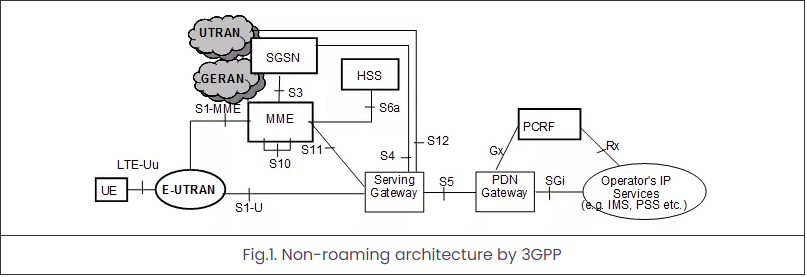 UTRAN
SGSN
GERAN
HSS
S3
S1-MME
S6a
MME
PCRF
S12
S11
Gx
Rx
S10
S4
LTE-Uu
UE
E-UTRAN
Serving
Gateway
S5
PDN
Gateway
SGi
Operator's IP
Services
(e.g. IMS, PSS etc.)
S1-U
Fig.1. Non-roaming architecture by 3GPP